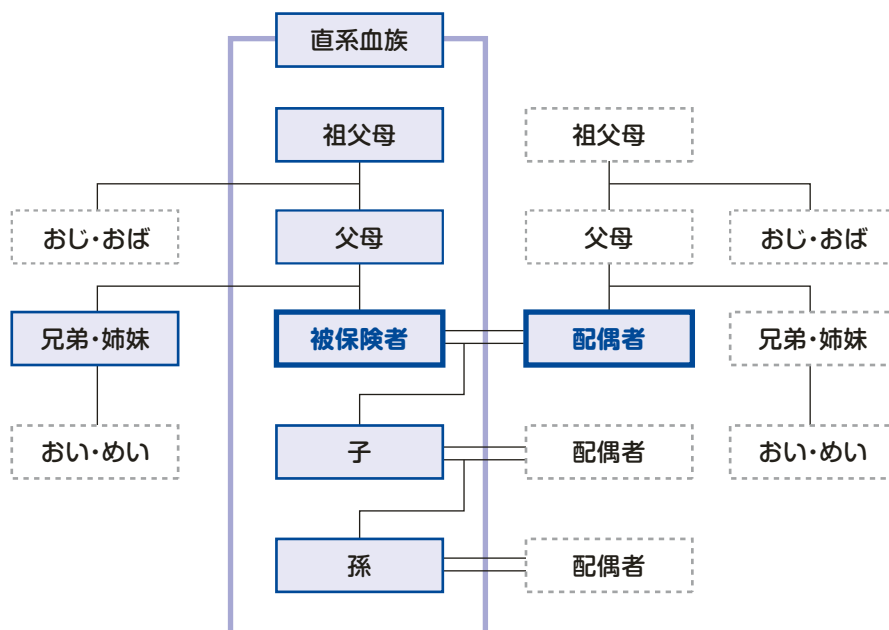 直系血族
祖父母
祖父母
おじ・おば
父母
父母
おじ・おば
兄弟・姉妹
被保険者
配偶者
兄弟・姉妹
おい・めい
子
配偶者
おい・めい
孫
配偶者